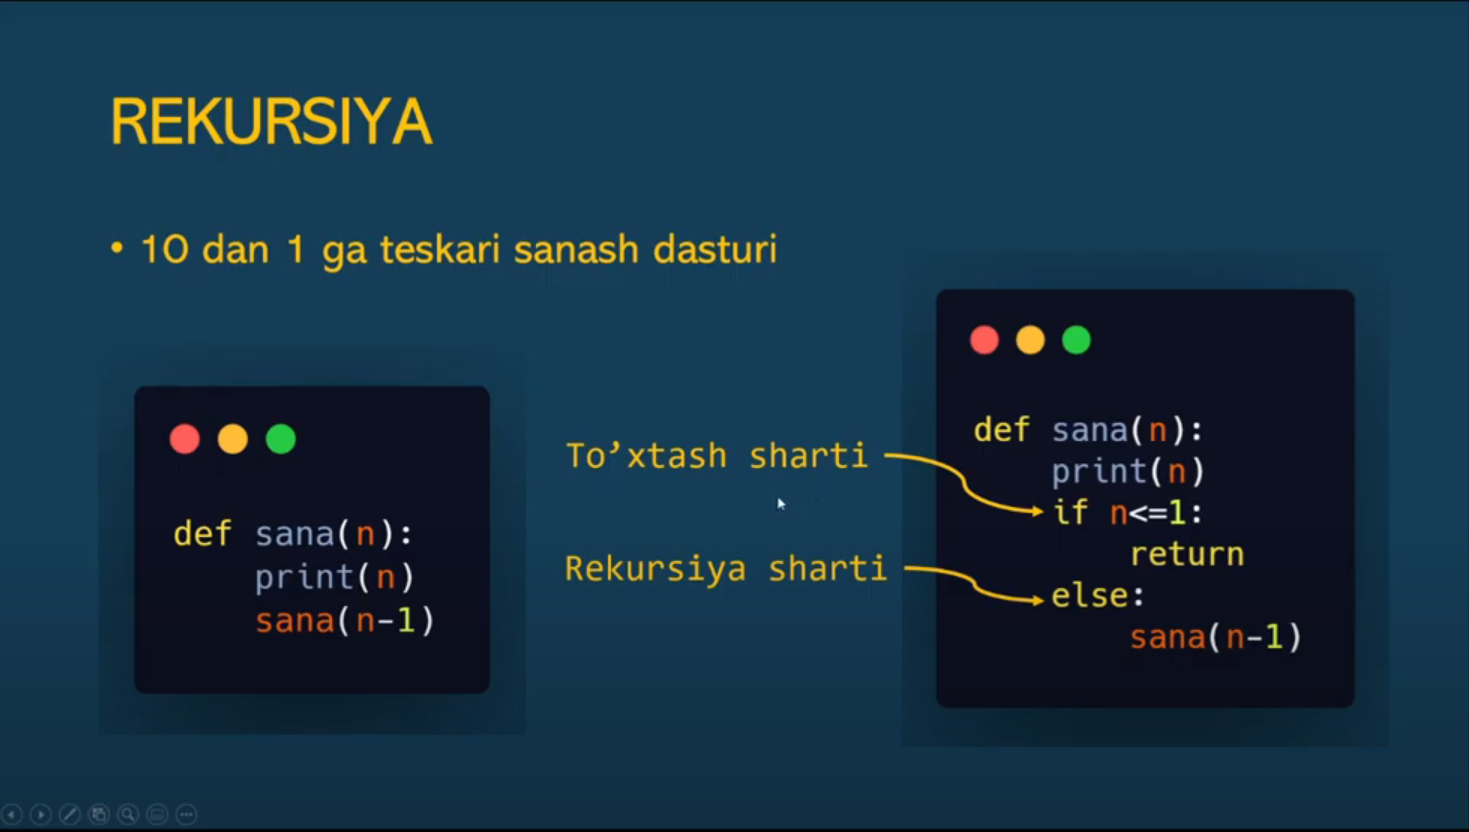 REKURSIYA
• 10 dan 1 ga teskari sanash dasturi
def sana(n):
    print(n)
    sana(n-1)
To’xtash sharti
Rekursiya sharti
def sana(n):
    print(n)
    if n<=1:
        return
    else:
        sana(n-1)